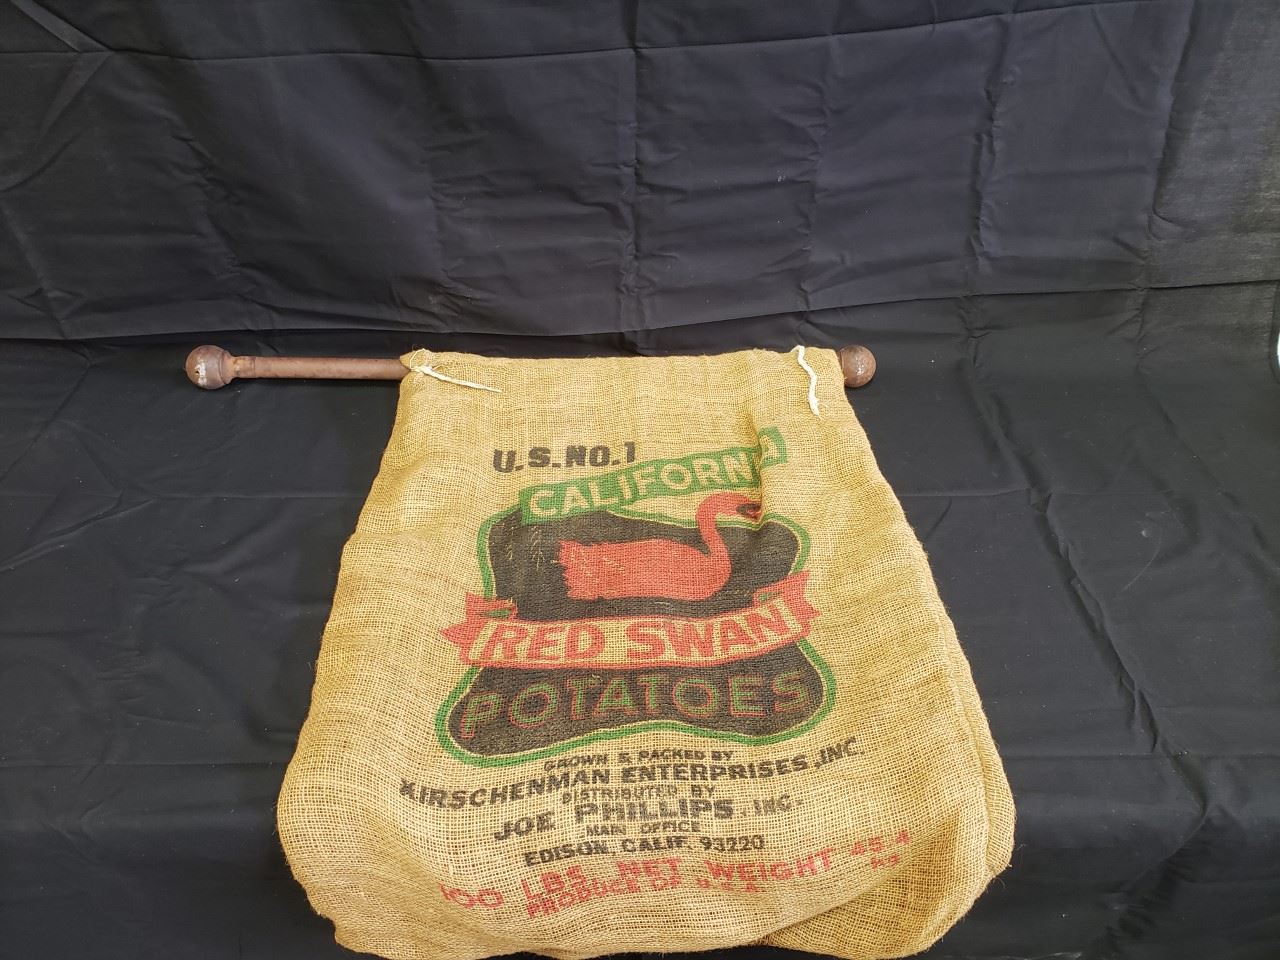 U.S. NO. 1
CALIFORNIA
RED SWAN
POTATOES
GROWN & PACKED BY
KIRSCHENMAN ENTERPRISES, INC.
DISTRIBUTED BY
JOE PHILLIPS, INC.
MAIN OFFICE
EDISON, CALIF. 93220
100 LBS. NET WEIGHT 45.4 KG
PRODUCE OF U.S.A.